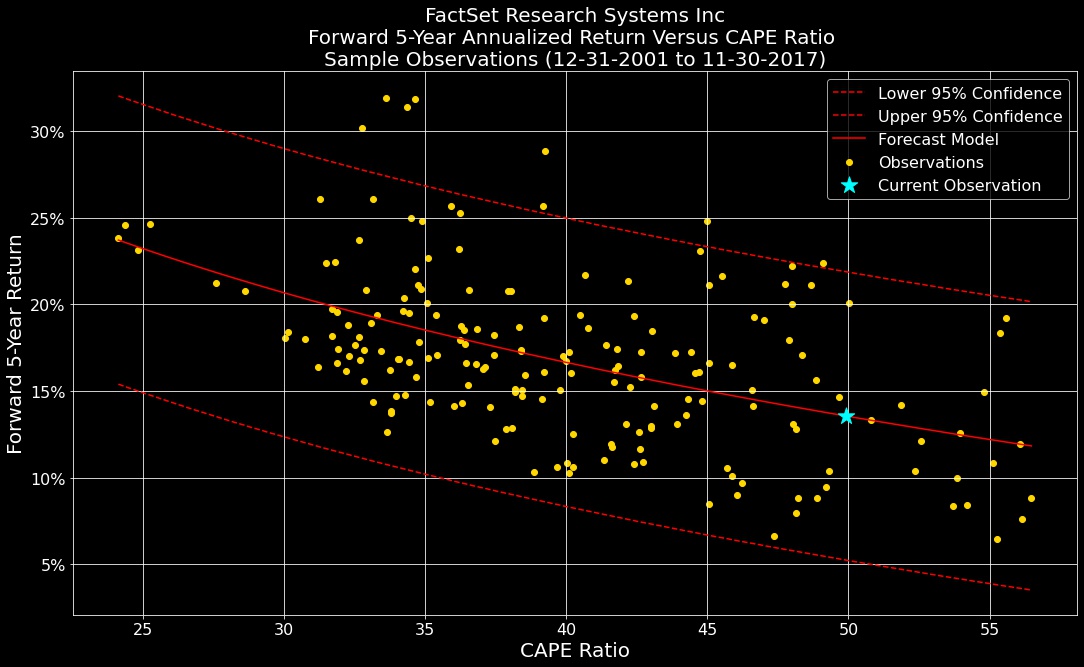 FactSet Research Systems Inc
Forward 5-Year Annualized Return Versus CAPE Ratio
Sample Observations (12-31-2001 to 11-30-2017)
Lower 95% Confidence
Upper 95% Confidence
Forecast Model
Observations
Current Observation
Forward 5-Year Return
30%
25%
20%
15%
10%
5%
25 30 35 40 45 50 55
CAPE Ratio